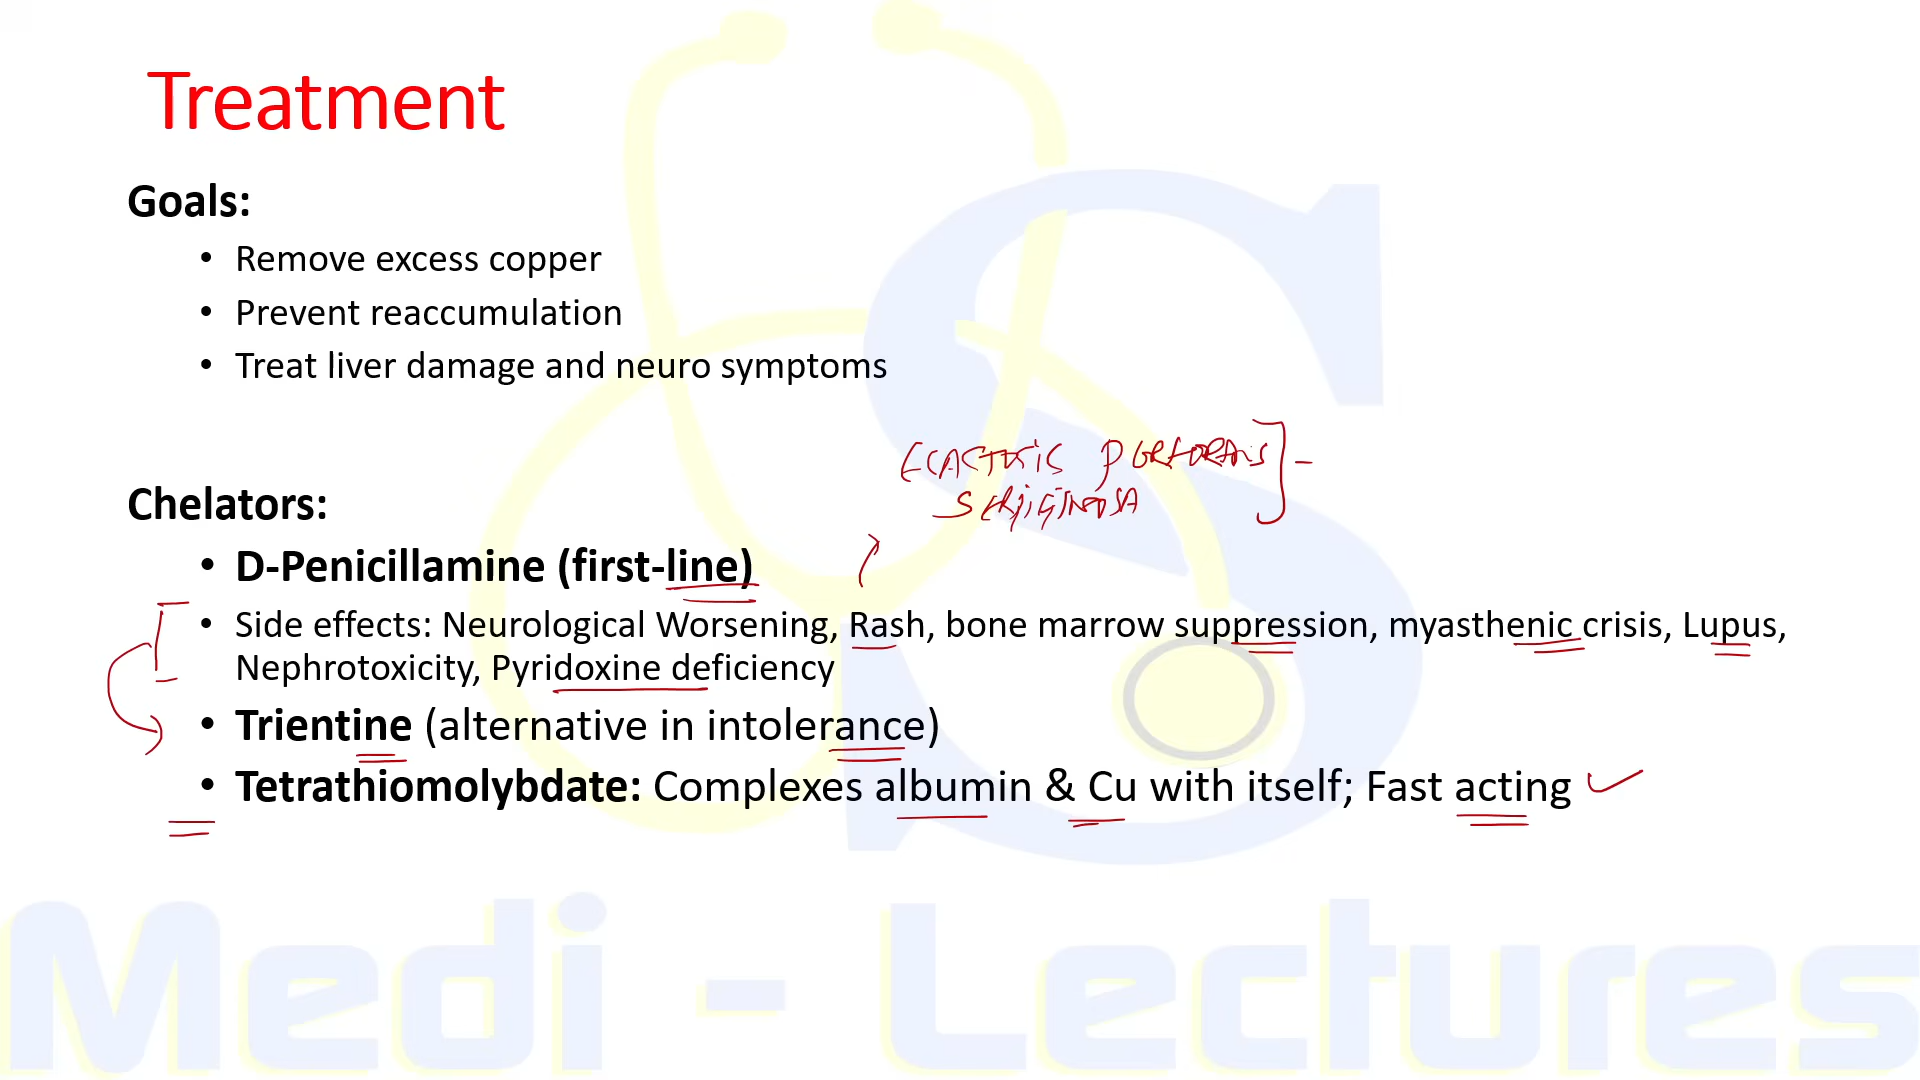 Treatment
Goals:
• Remove excess copper
• Prevent reaccumulation
• Treat liver damage and neuro symptoms
SERPIGINOSA
Chelators:
• D-Penicillamine (first-line)
• Side effects: Neurological Worsening, Rash, bone marrow suppression, myasthenic crisis, Lupus,
Nephrotoxicity, Pyridoxine deficiency
• Trientine (alternative in intolerance)
• Tetrathiomolybdate: Complexes albumin & Cu with itself; Fast acting
Medi - Lectures